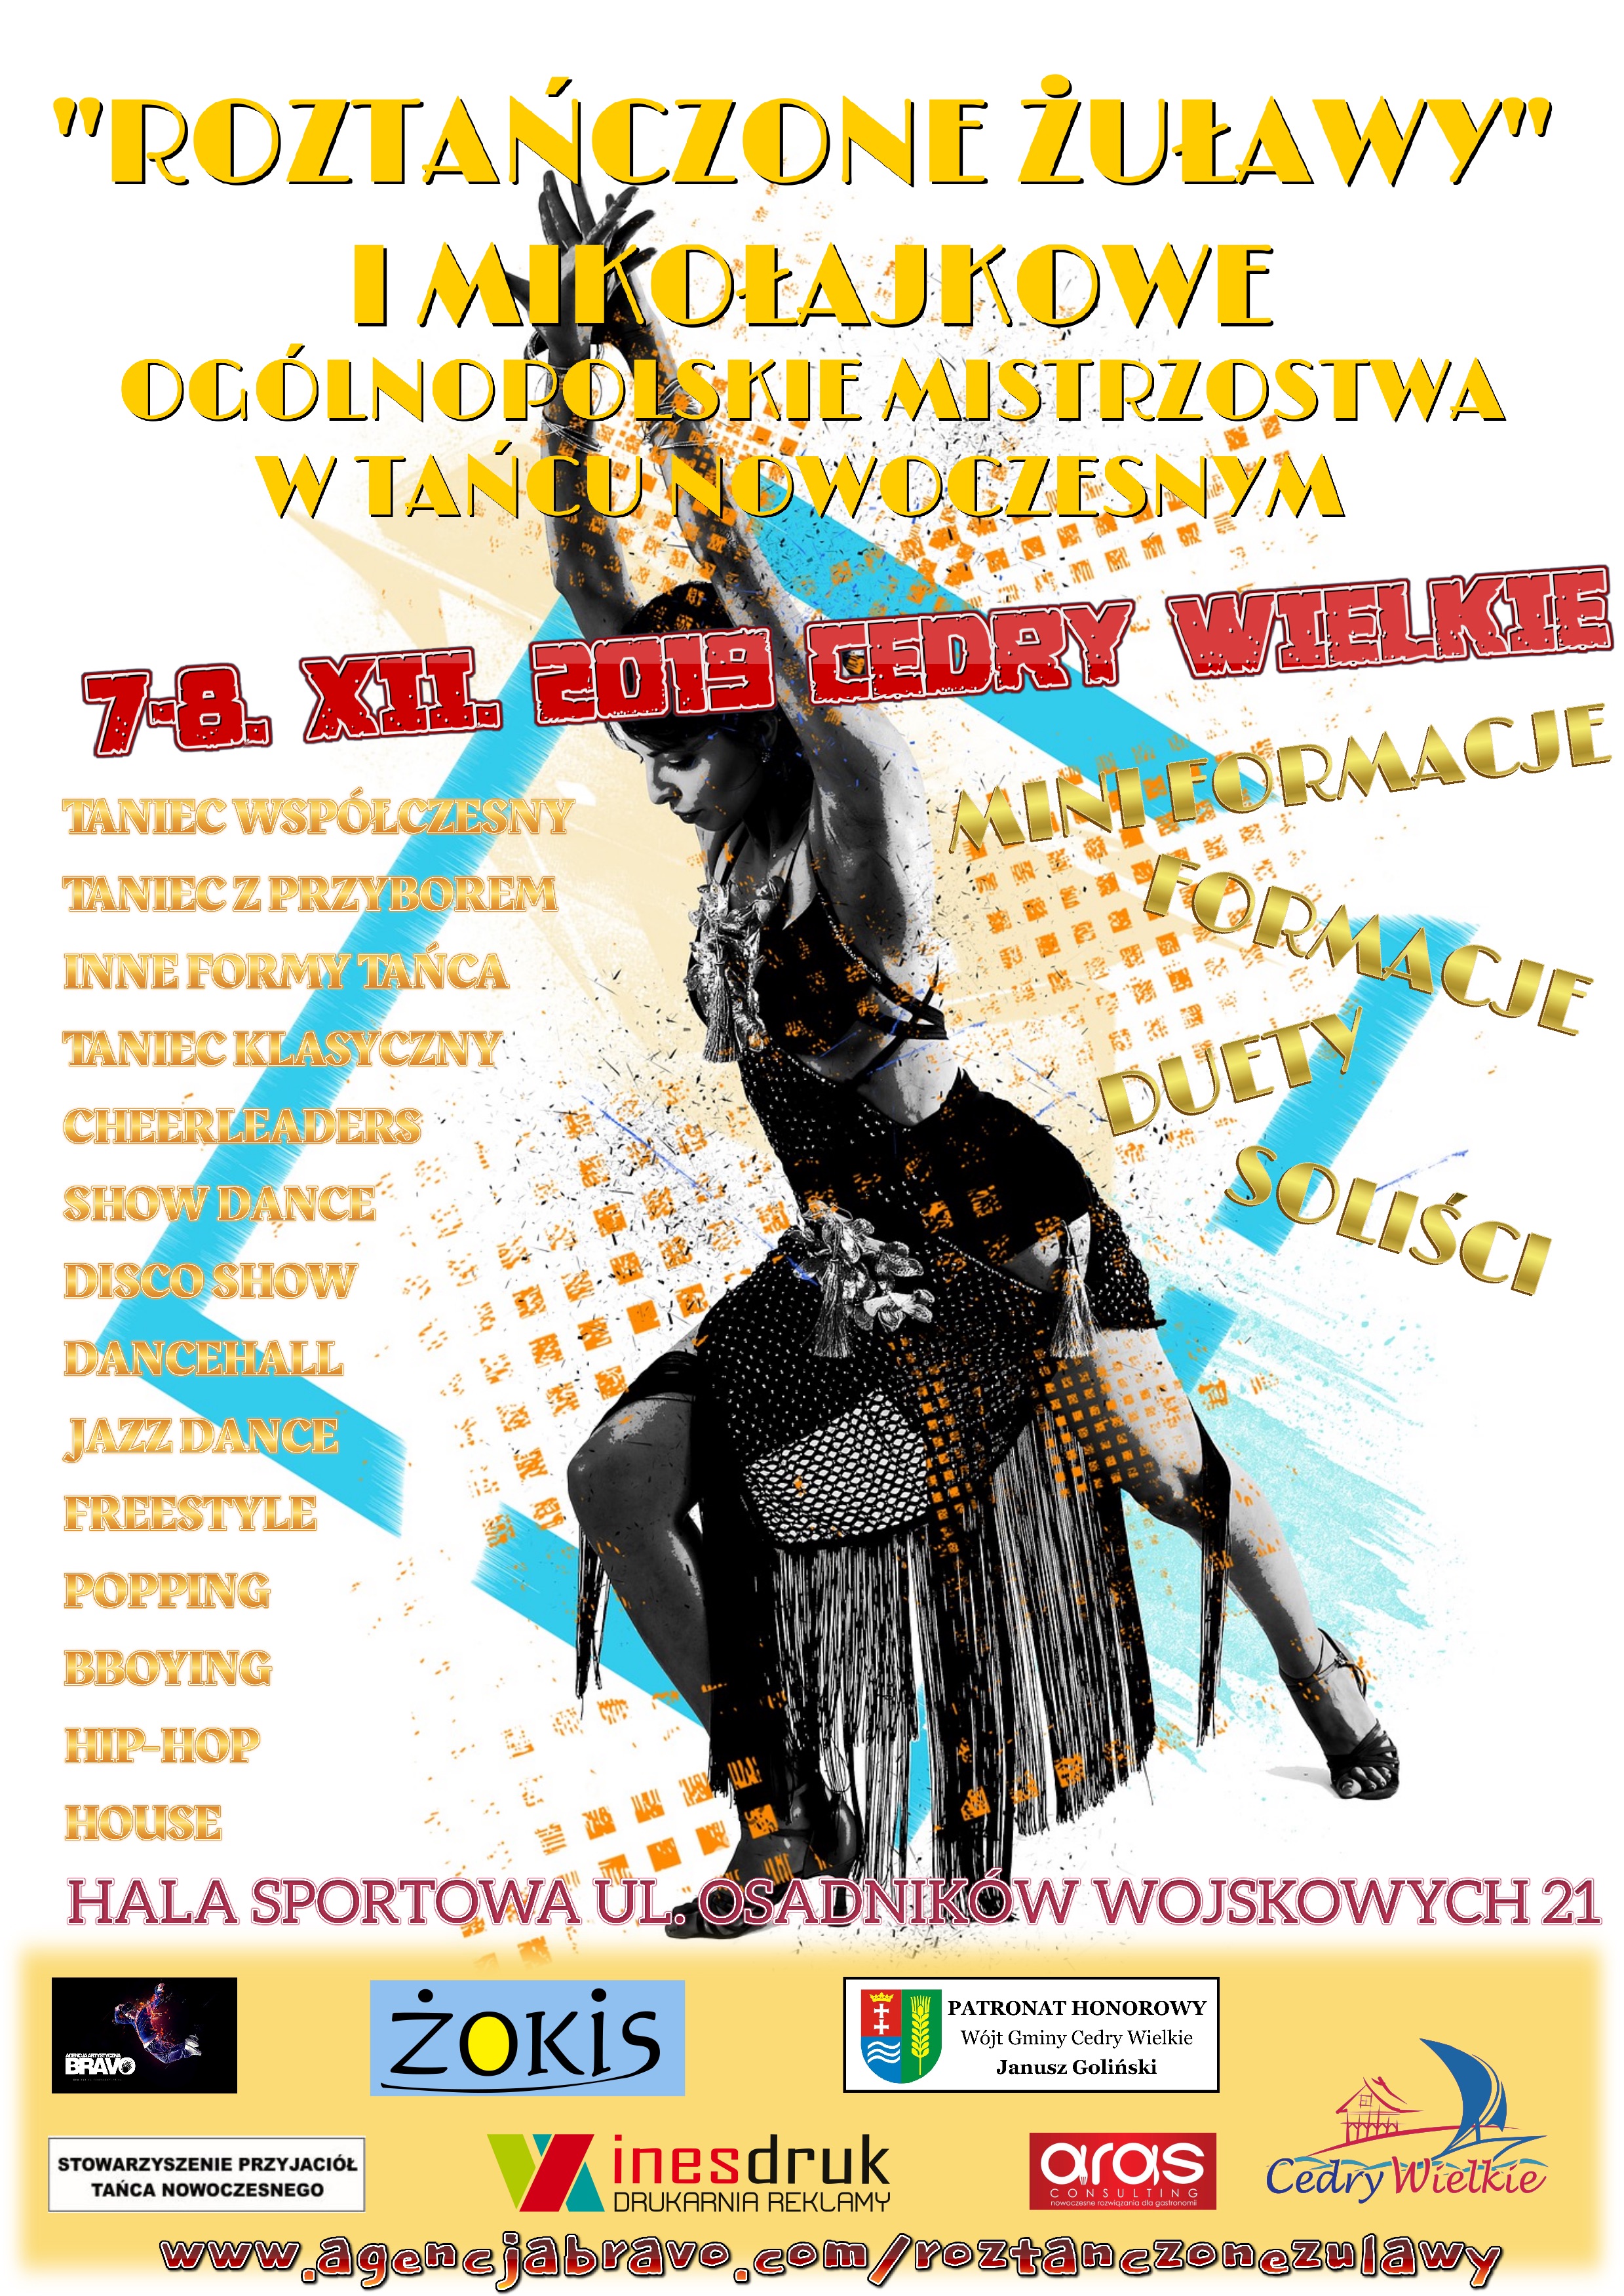 "ROZTAŃCZONE ŻUŁAWY"
I MIKOŁAJKOWE
OGÓLNOPOLSKIE MISTRZOSTWA
W TAŃCU NOWOCZESNYM
7-8. XII. 2019 CEDRY WIELKIE
TANIEC WSPÓŁCZESNY
TANIEC Z PRZYBOREM
INNE FORMY TAŃCA
TANIEC KLASYCZNY
CHEERLEADERS
SHOW DANCE
DISCO SHOW
DANCEHALL
JAZZ DANCE
FREESTYLE
POPPING
BBOYING
HIP-HOP
HOUSE
MINI FORMACJE
FORMACJE
DUETY
SOLIŚCI
HALA SPORTOWA UL. OSADNIKÓW WOJSKOWYCH 21
AGENCJA ARTYSTYCZNA
BRAVO
ŻOKiS
PATRONAT HONOROWY
Wójt Gminy Cedry Wielkie
Janusz Goliński
STOWARZYSZENIE PRZYJACIÓŁ
TAŃCA NOWOCZESNEGO
inesdruk
DRUKARNIA REKLAMY
aras
CONSULTING
nowoczesne rozwiązania dla gastronomii
Cedry Wielkie
www.agencjabravo.com/roztanczonezulawy